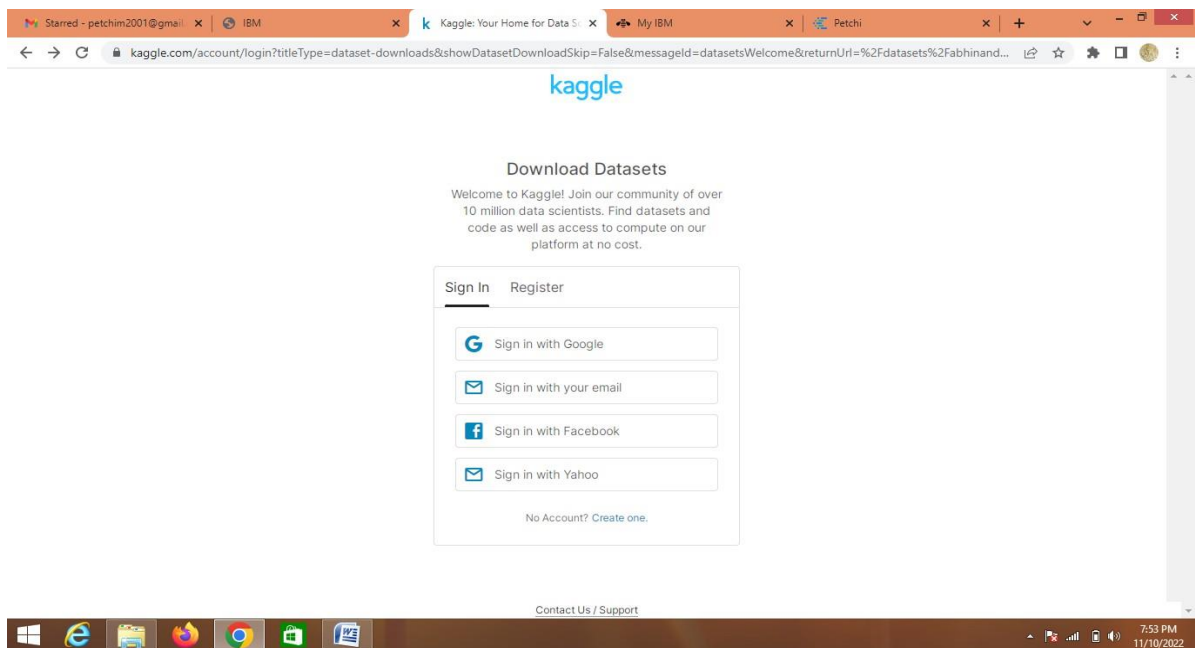 Starred - petchim2001@gmail
IBM
Kaggle: Your Home for Data Sc
My IBM
Petchi
kaggle.com/account/login?titleType=dataset-downloads&showDatasetDownloadSkip=False&messageId=datasetsWelcome&returnUrl=%2Fdatasets%2Fabhinand...
kaggle
Download Datasets
Welcome to Kaggle! Join our community of over
10 million data scientists. Find datasets and
code as well as access to compute on our
platform at no cost.
Sign In Register
Sign in with Google
Sign in with your email
Sign in with Facebook
Sign in with Yahoo
No Account? Create one.
Contact Us / Support
7:53 PM
11/10/2022